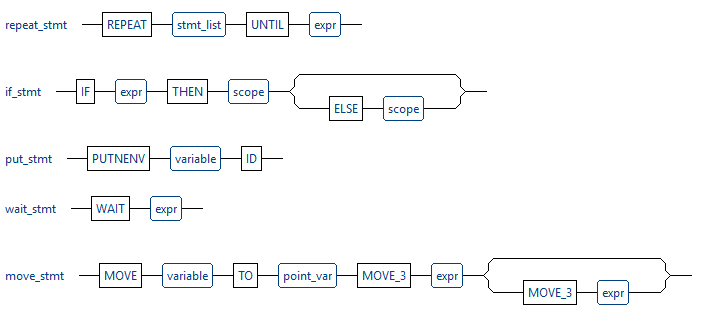 repeat_stmt REPEAT stmt_list UNTIL expr
if_stmt IF expr THEN scope
ELSE scope
put_stmt PUTNENV variable ID
wait_stmt WAIT expr
move_stmt MOVE variable TO point_var MOVE_3 expr
MOVE_3 expr